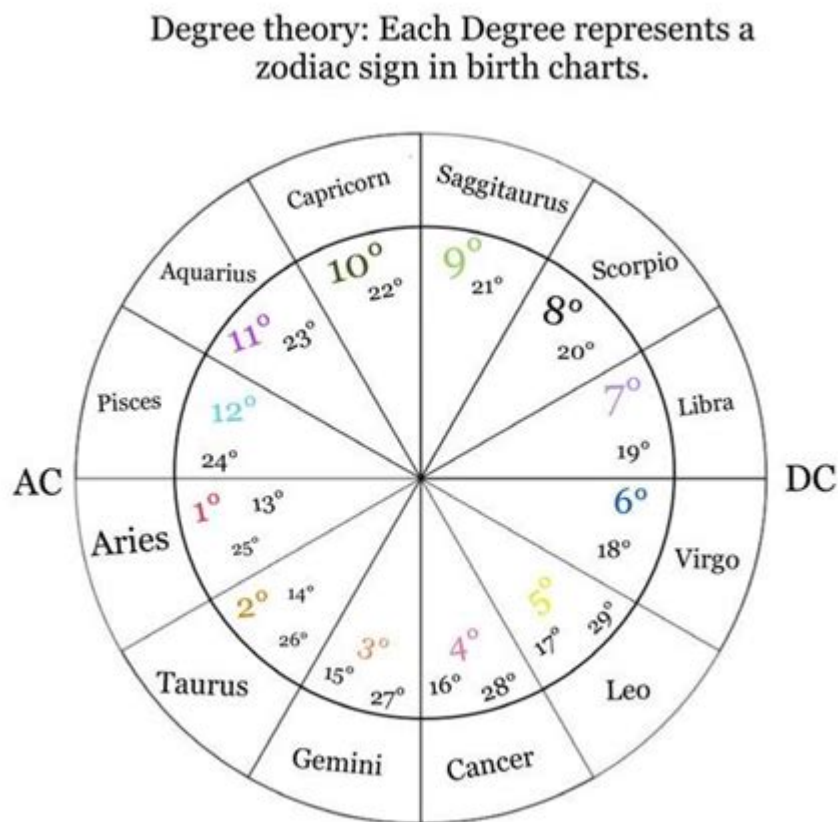 Degree theory: Each Degree represents a
zodiac sign in birth charts.
Capricorn
Saggitaurus
Aquarius
Scorpio
10°
22°
9°
21°
8°
20°
11°
23°
Pisces
12°
24°
7°
19°
Libra
AC
DC
Aries
1°
13°
25°
6°
18°
Virgo
2°
14°
26°
5°
17°
29°
Taurus
3°
15°
27°
4°
16°
28°
Leo
Gemini
Cancer